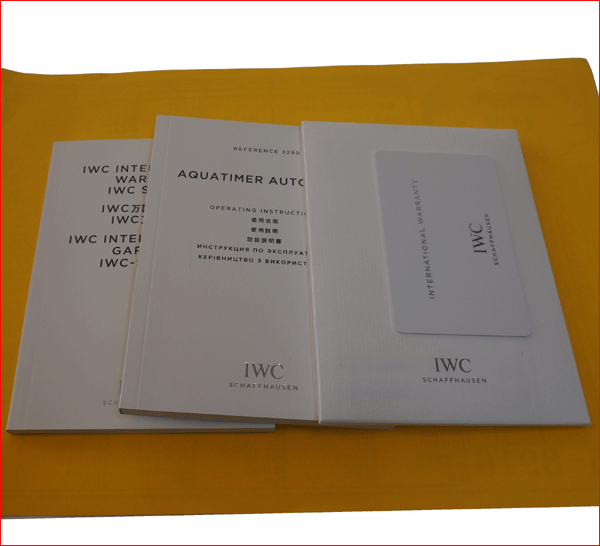 IWC INTE
WAR
IWC S
IWC万
IWC
IWC INTE
GAR
IWC-
REFERENCE 3290
AQUATIMER AUTO
OPERATING INSTRUCTI
使用说明
使用說明
取扱説明書
ИНСТРУКЦИЯ ПО ЭКСПЛУАТ
КЕРІВНИЦТВО З ВИКОРИСТ
IWC
SCHAFFHAUSEN
INTERNATIONAL WARRANTY
IWC
SCHAFFHAUSEN
IWC
SCHAFFHAUSEN